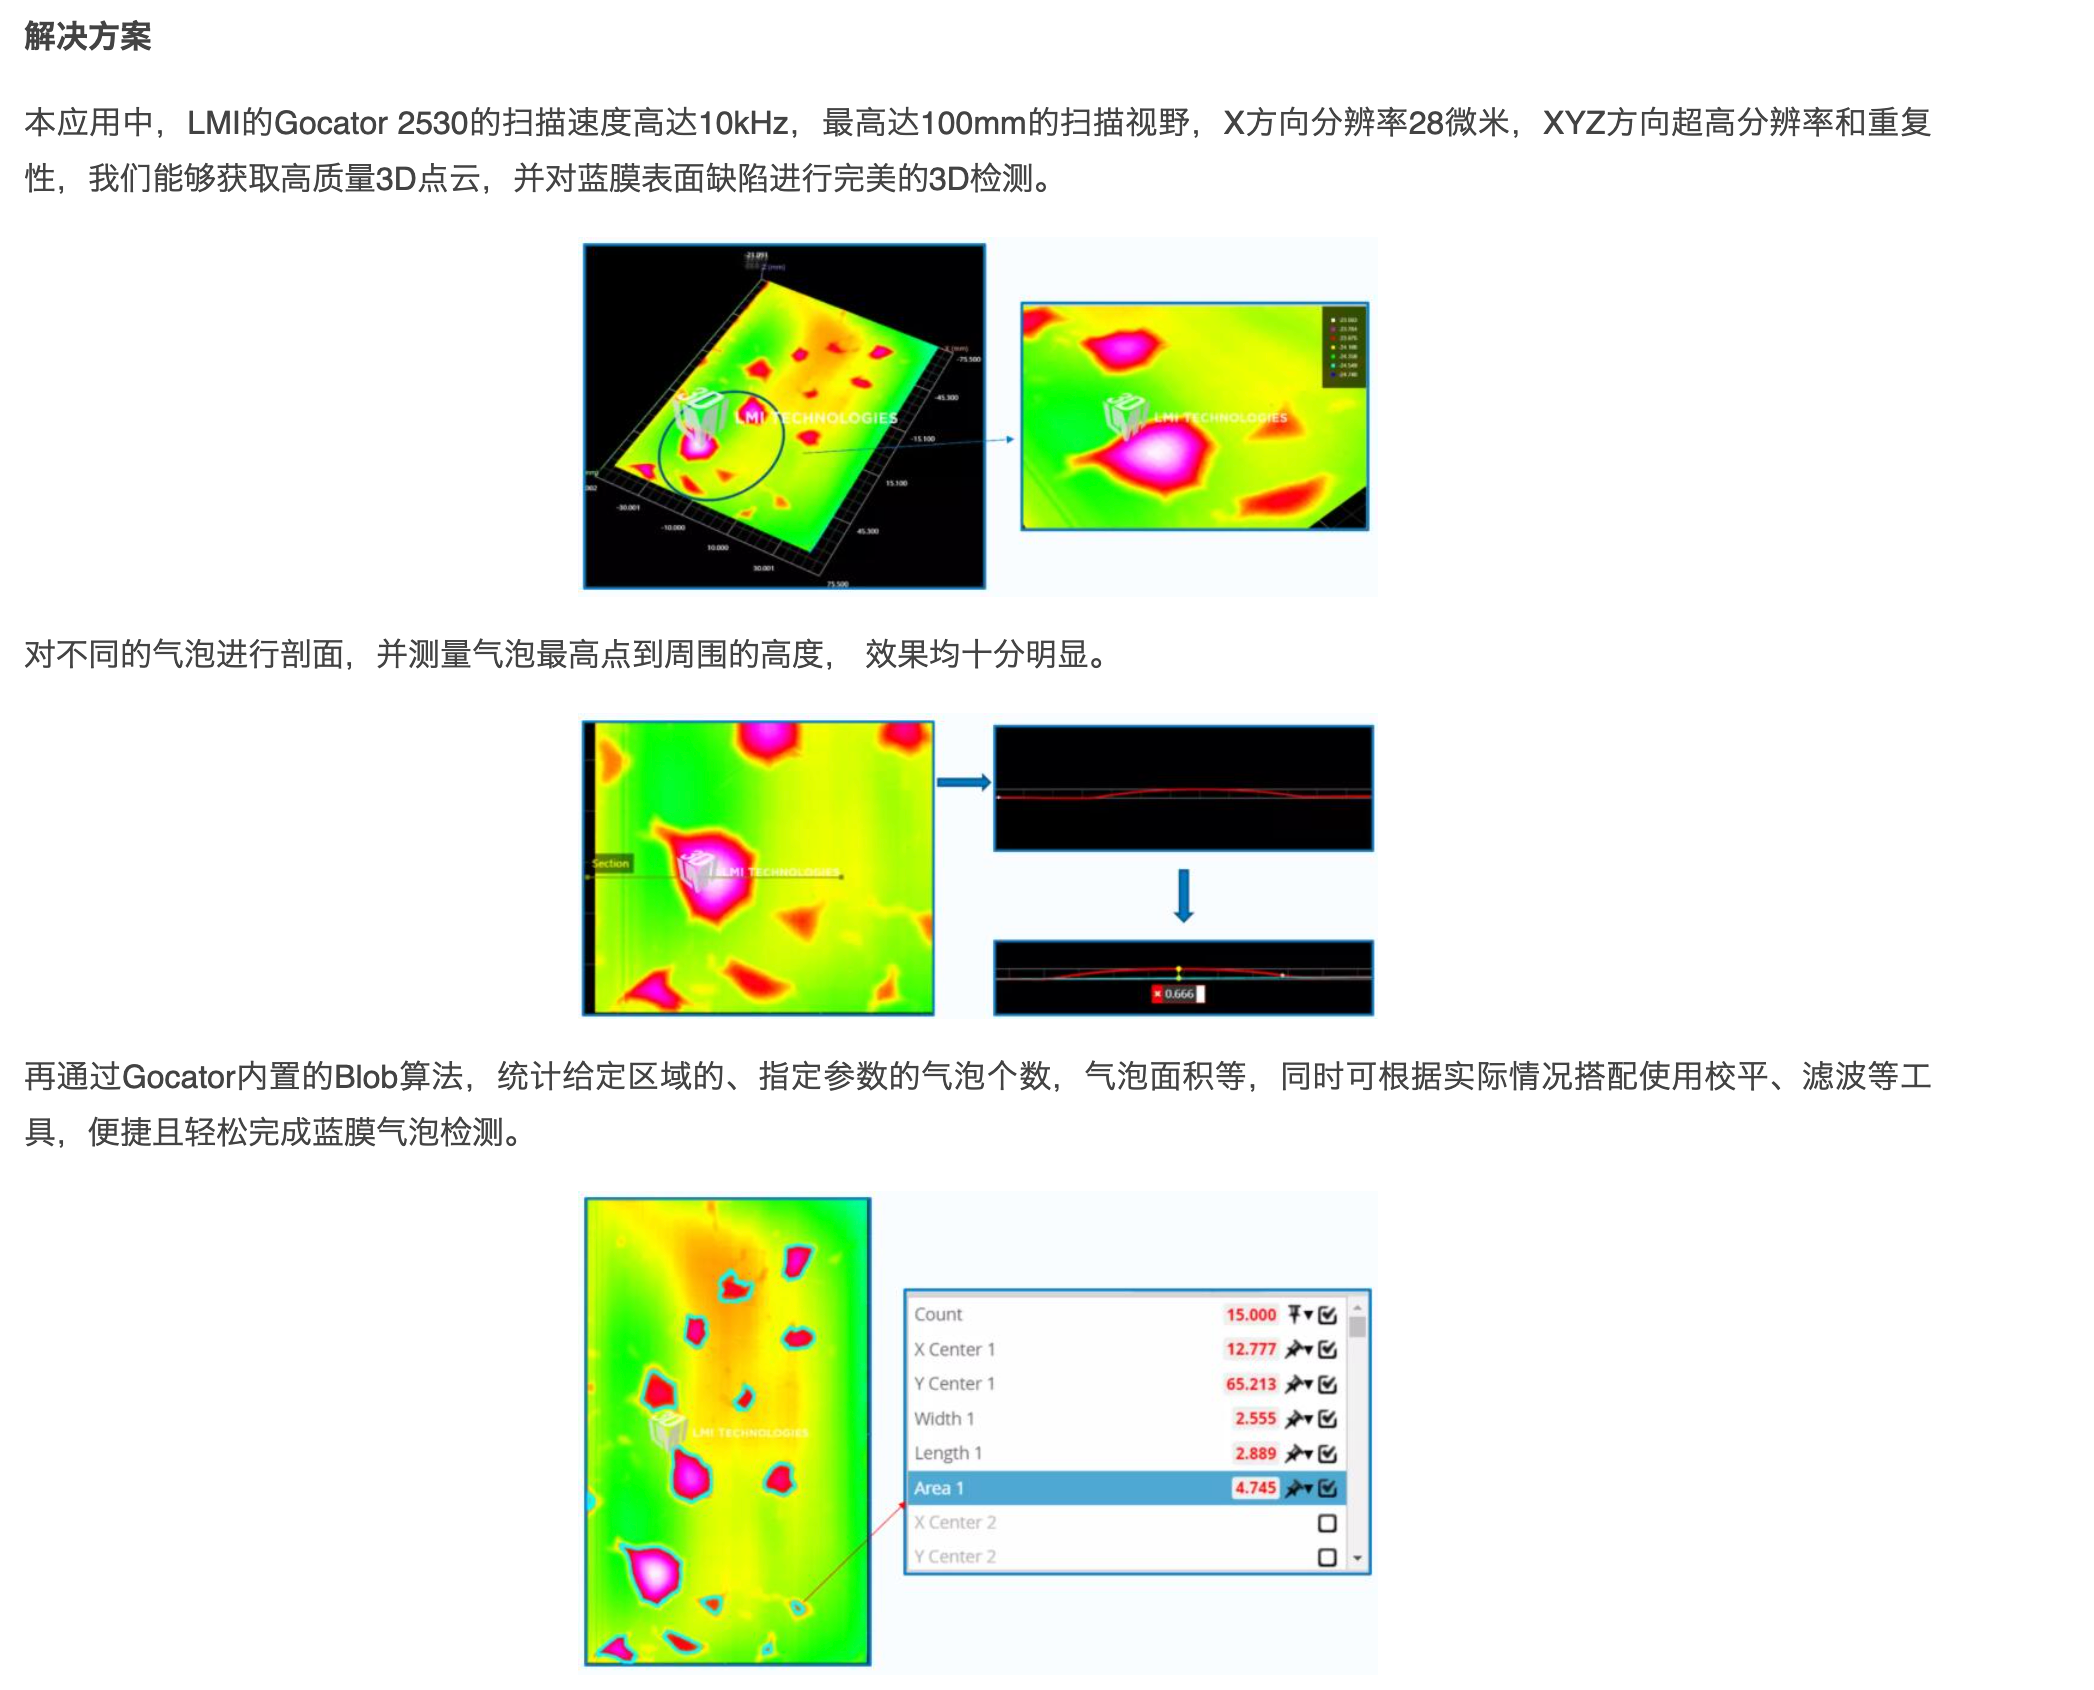 解决方案
本应用中，LMI的Gocator 2530的扫描速度高达10kHz，最高达100mm的扫描视野，X方向分辨率28微米，XYZ方向超高分辨率和重复
性，我们能够获取高质量3D点云，并对蓝膜表面缺陷进行完美的3D检测。
Z (mm)
X (mm)
-75.500
-45.300
-15.100
15.100
45.300
75.500
-30.001
-10.000
10.000
30.001
3D LMI TECHNOLOGIES
3D LMI TECHNOLOGIES
对不同的气泡进行剖面，并测量气泡最高点到周围的高度， 效果均十分明显。
Section
3D LMI TECHNOLOGIES
0.666
再通过Gocator内置的Blob算法，统计给定区域的、指定参数的气泡个数，气泡面积等，同时可根据实际情况搭配使用校平、滤波等工
具，便捷且轻松完成蓝膜气泡检测。
LMI TECHNOLOGIES
Count 15.000
X Center 1 12.777
Y Center 1 65.213
Width 1 2.555
Length 1 2.889
Area 1 4.745
X Center 2
Y Center 2